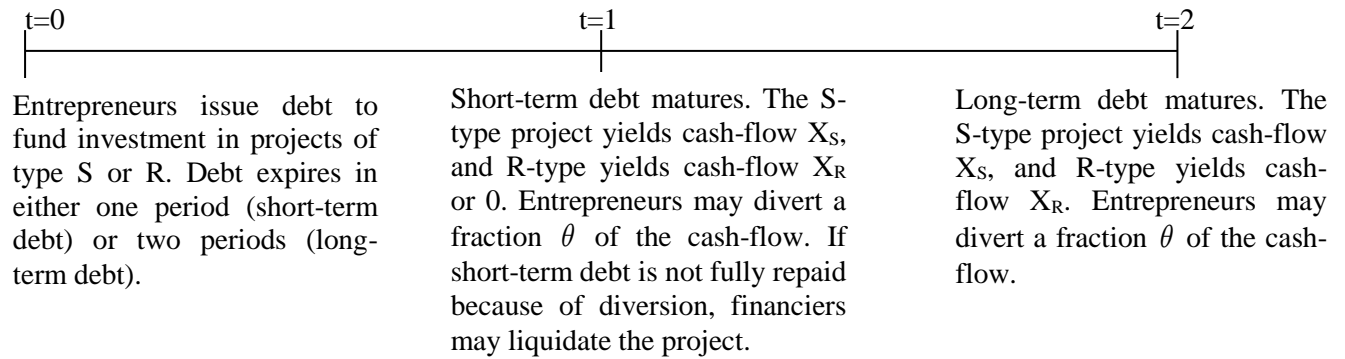 t=0 t=1 t=2
Entrepreneurs issue debt to
fund investment in projects of
type S or R. Debt expires in
either one period (short-term
debt) or two periods (long-
term debt).
Short-term debt matures. The S-
type project yields cash-flow X_S,
and R-type yields cash-flow X_R
or 0. Entrepreneurs may divert a
fraction θ of the cash-flow. If
short-term debt is not fully repaid
because of diversion, financiers
may liquidate the project.
Long-term debt matures. The
S-type project yields cash-flow
X_S, and R-type yields cash-
flow X_R. Entrepreneurs may
divert a fraction θ of the cash-
flow.